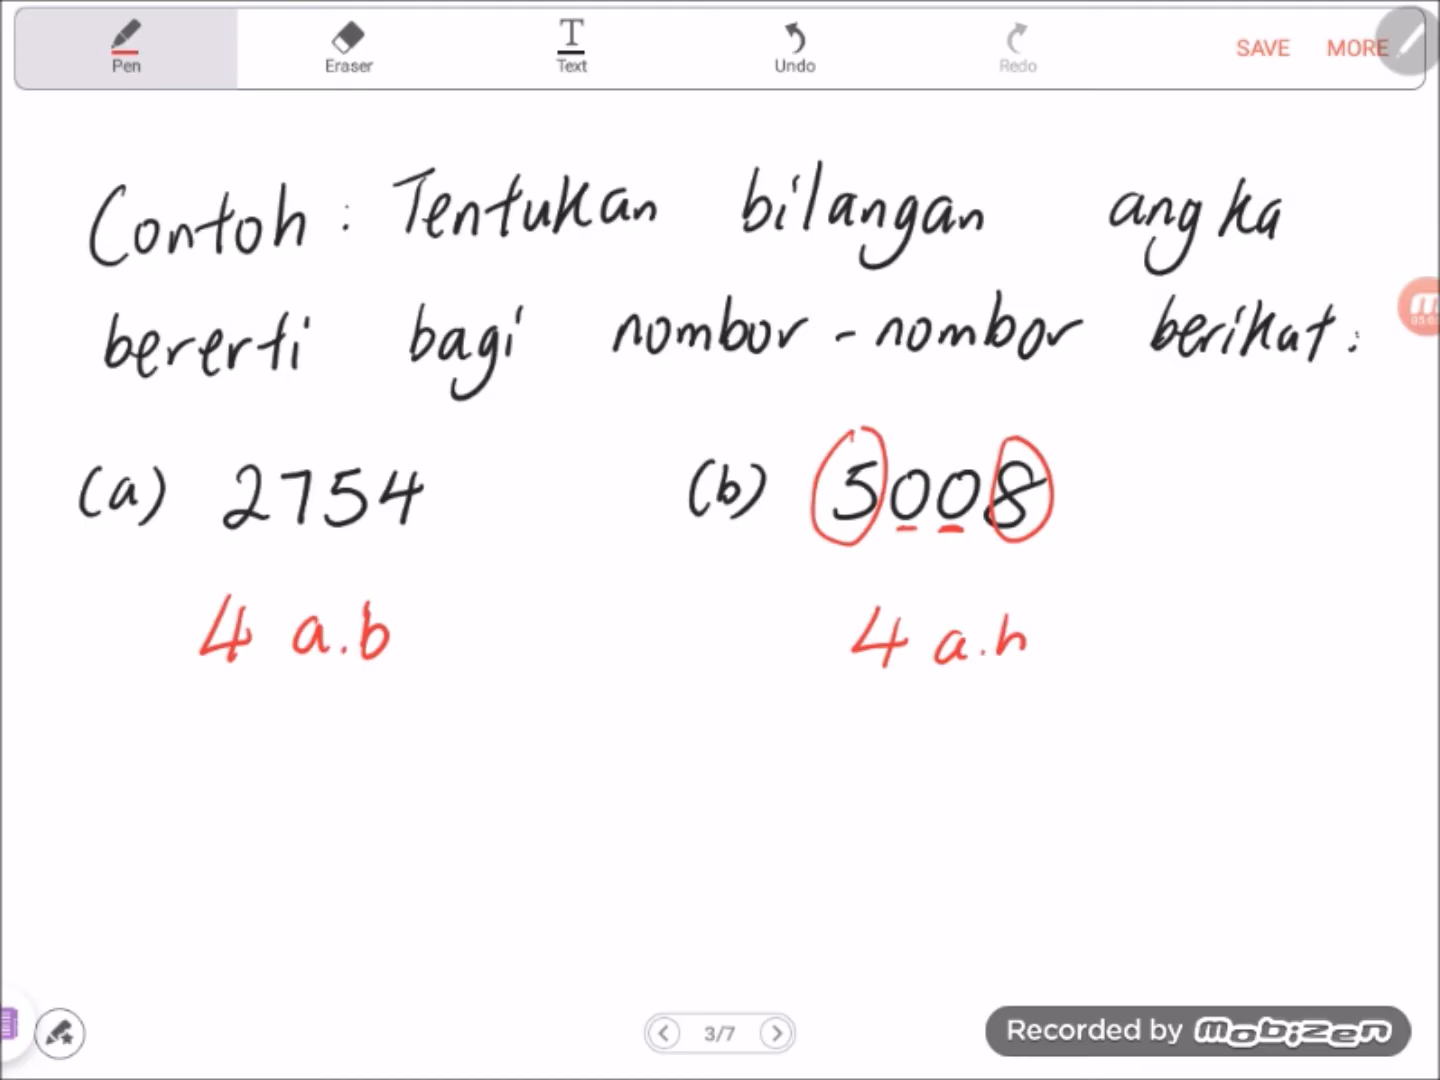 Pen Eraser Text Undo Redo SAVE MORE
Contoh : Tentukan bilangan angka
bererti bagi nombor-nombor berikut :
(a) 2754 (b) 5008
4 a.b 4 a.h
3/7
Recorded by mobizen